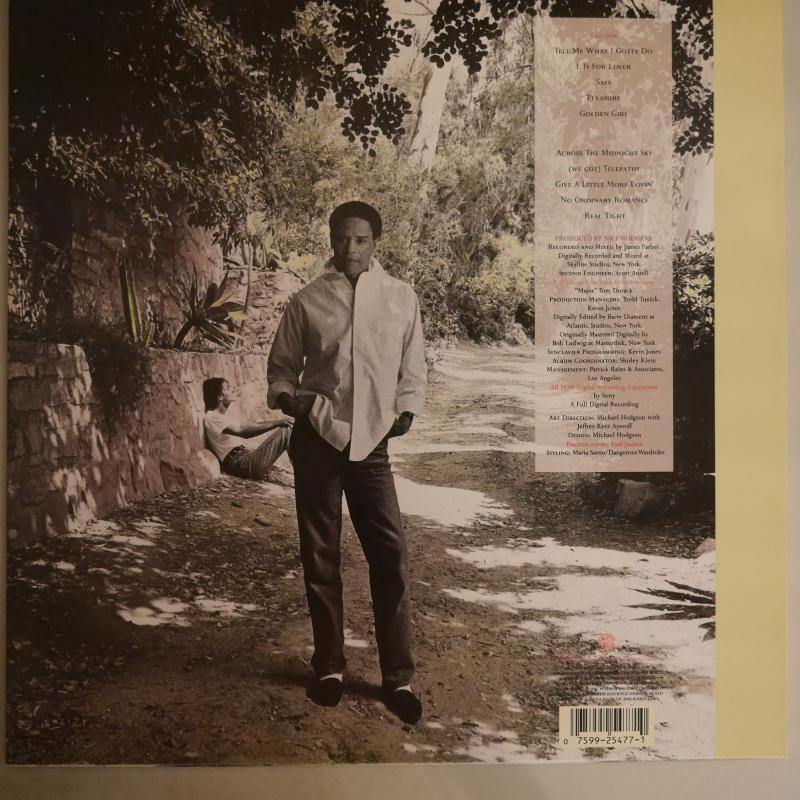 Tell Me What I Gotta Do
L Is For Lover
Says
Pleasure
Golden Girl
Across The Midnight Sky
(we got) Telepathy
Give A Little More Lovin'
No Ordinary Romance
Real Tight
Produced by Nile Rodgers
Recorded and Mixed by James Farber
Digitally Recorded and Mixed at
Skyline Studios, New York
Second Engineer: Scott Ansell
"Major" Tom Durack
Production Managers: Budd Tunick,
Kevin Jones
Digitally Edited by Barry Diament at
Atlantic Studios, New York
Originally Mastered Digitally by
Bob Ludwig at Masterdisk, New York
Synclavier Programming: Kevin Jones
Album Coordinator: Shirley Klein
Management: Patrick Rains & Associates,
Los Angeles
All PCM Digital Recording Equipment
by Sony
A Full Digital Recording
Art Direction: Michael Hodgson with
Jeffrey Kent Ayeroff
Design: Michael Hodgson
Photography: Paul Jasmin
Styling: Maria Sarno/Dangerous Wardrobe
0 7599-25477-1